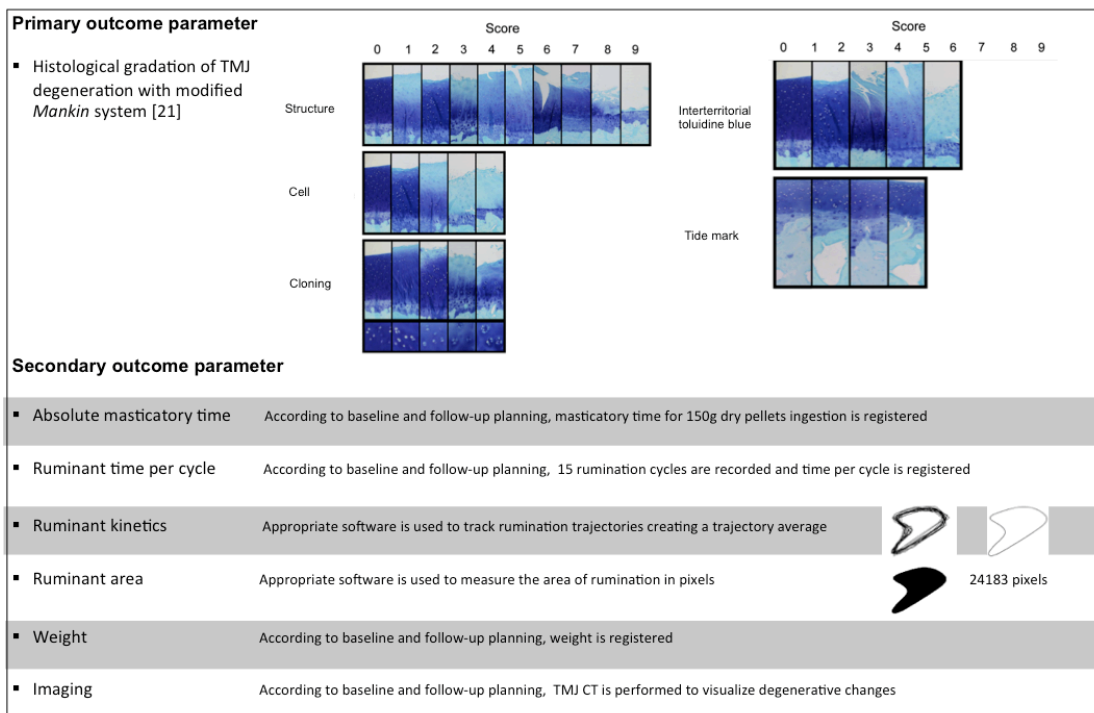 Primary outcome parameter
▪ Histological gradation of TMJ
degeneration with modified
Mankin system [21]
Score
0 1 2 3 4 5 6 7 8 9
Structure
Cell
Cloning
Score
0 1 2 3 4 5 6 7 8 9
Interterritorial
toluidine blue
Tide mark
Secondary outcome parameter
▪ Absolute masticatory time According to baseline and follow-up planning, masticatory time for 150g dry pellets ingestion is registered
▪ Ruminant time per cycle According to baseline and follow-up planning, 15 rumination cycles are recorded and time per cycle is registered
▪ Ruminant kinetics Appropriate software is used to track rumination trajectories creating a trajectory average
▪ Ruminant area Appropriate software is used to measure the area of rumination in pixels 24183 pixels
▪ Weight According to baseline and follow-up planning, weight is registered
▪ Imaging According to baseline and follow-up planning, TMJ CT is performed to visualize degenerative changes